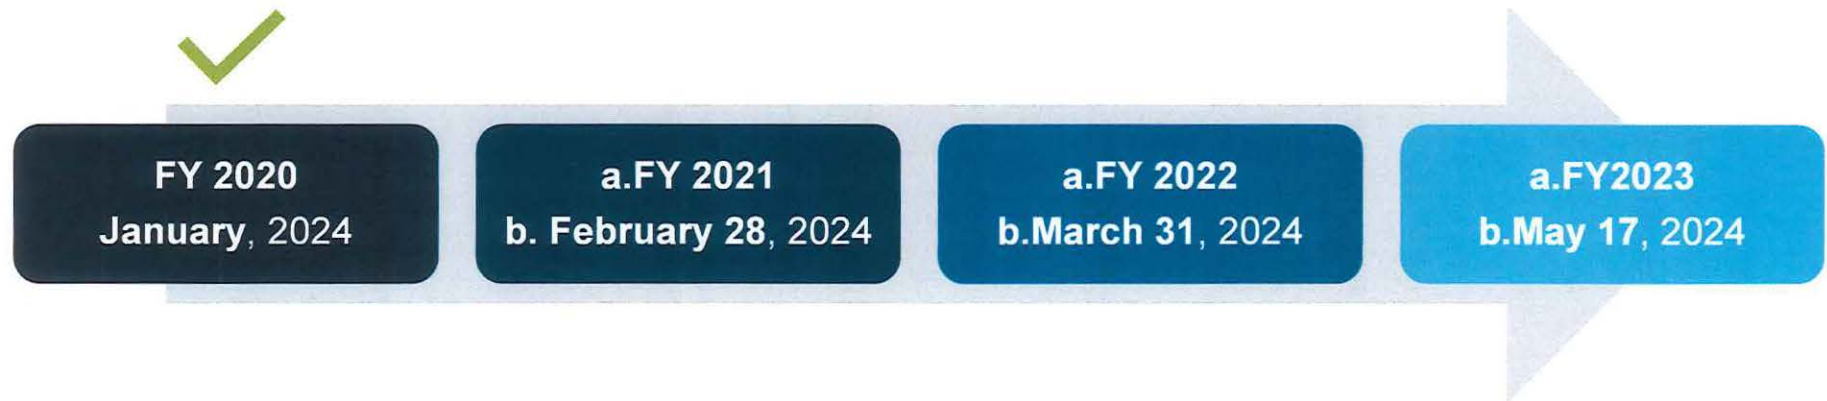 FY 2020
January, 2024
a.FY 2021
b. February 28, 2024
a.FY 2022
b.March 31, 2024
a.FY2023
b.May 17, 2024